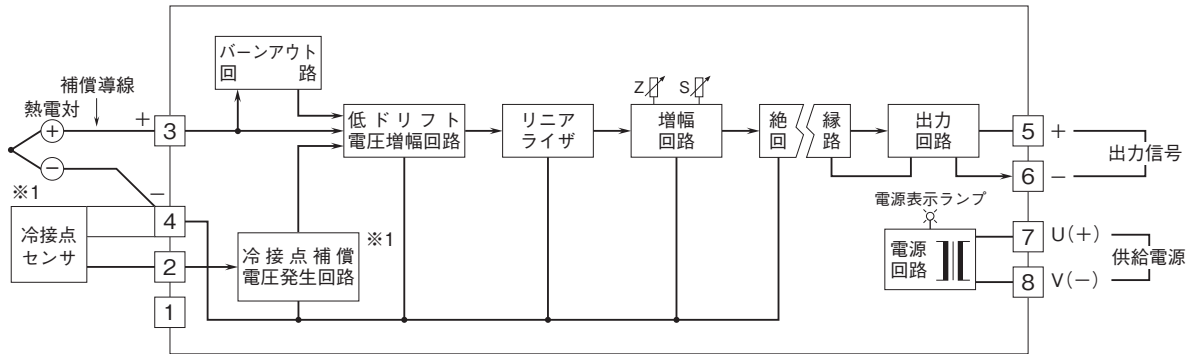 バーンアウト
回　　　路
補償導線
熱電対
+
−
+
3
低ドリフト
電圧増幅回路
リニア
ライザ
Z
S
増幅
回路
絶
回
縁
路
出力
回路
5
+
出力信号
6
−
−
4
※1
冷接点
センサ
2
1
※1
冷接点補償
電圧発生回路
電源表示ランプ
電源
回路
7
U(+)
供給電源
8
V(−)